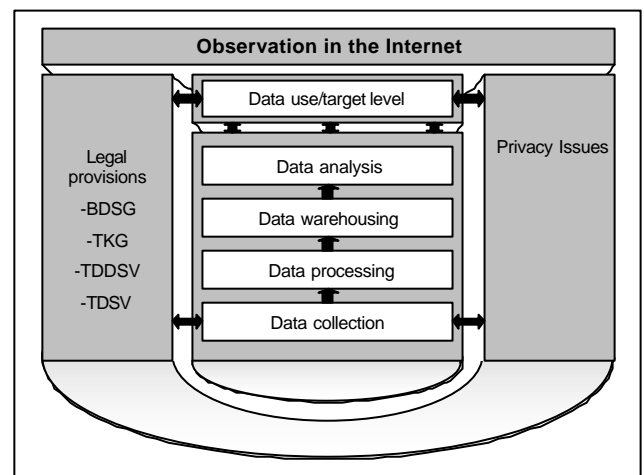 Observation in the Internet
Data use/target level
Legal
provisions
-BDSG
-TKG
-TDDSV
-TDSV
Data analysis
Data warehousing
Data processing
Data collection
Privacy Issues